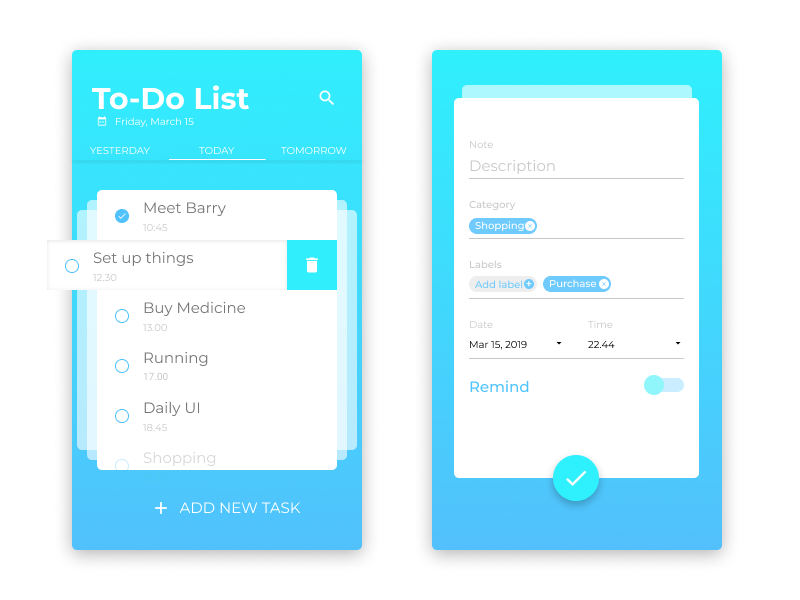 To-Do List
Friday, March 15
YESTERDAY TODAY TOMORROW
Meet Barry
10:45
Set up things
12.30
Buy Medicine
13.00
Running
17.00
Daily UI
18.45
Shopping
+ ADD NEW TASK
Note
Description
Category
Shopping
Labels
Add label Purchase
Date Time
Mar 15, 2019 22.44
Remind